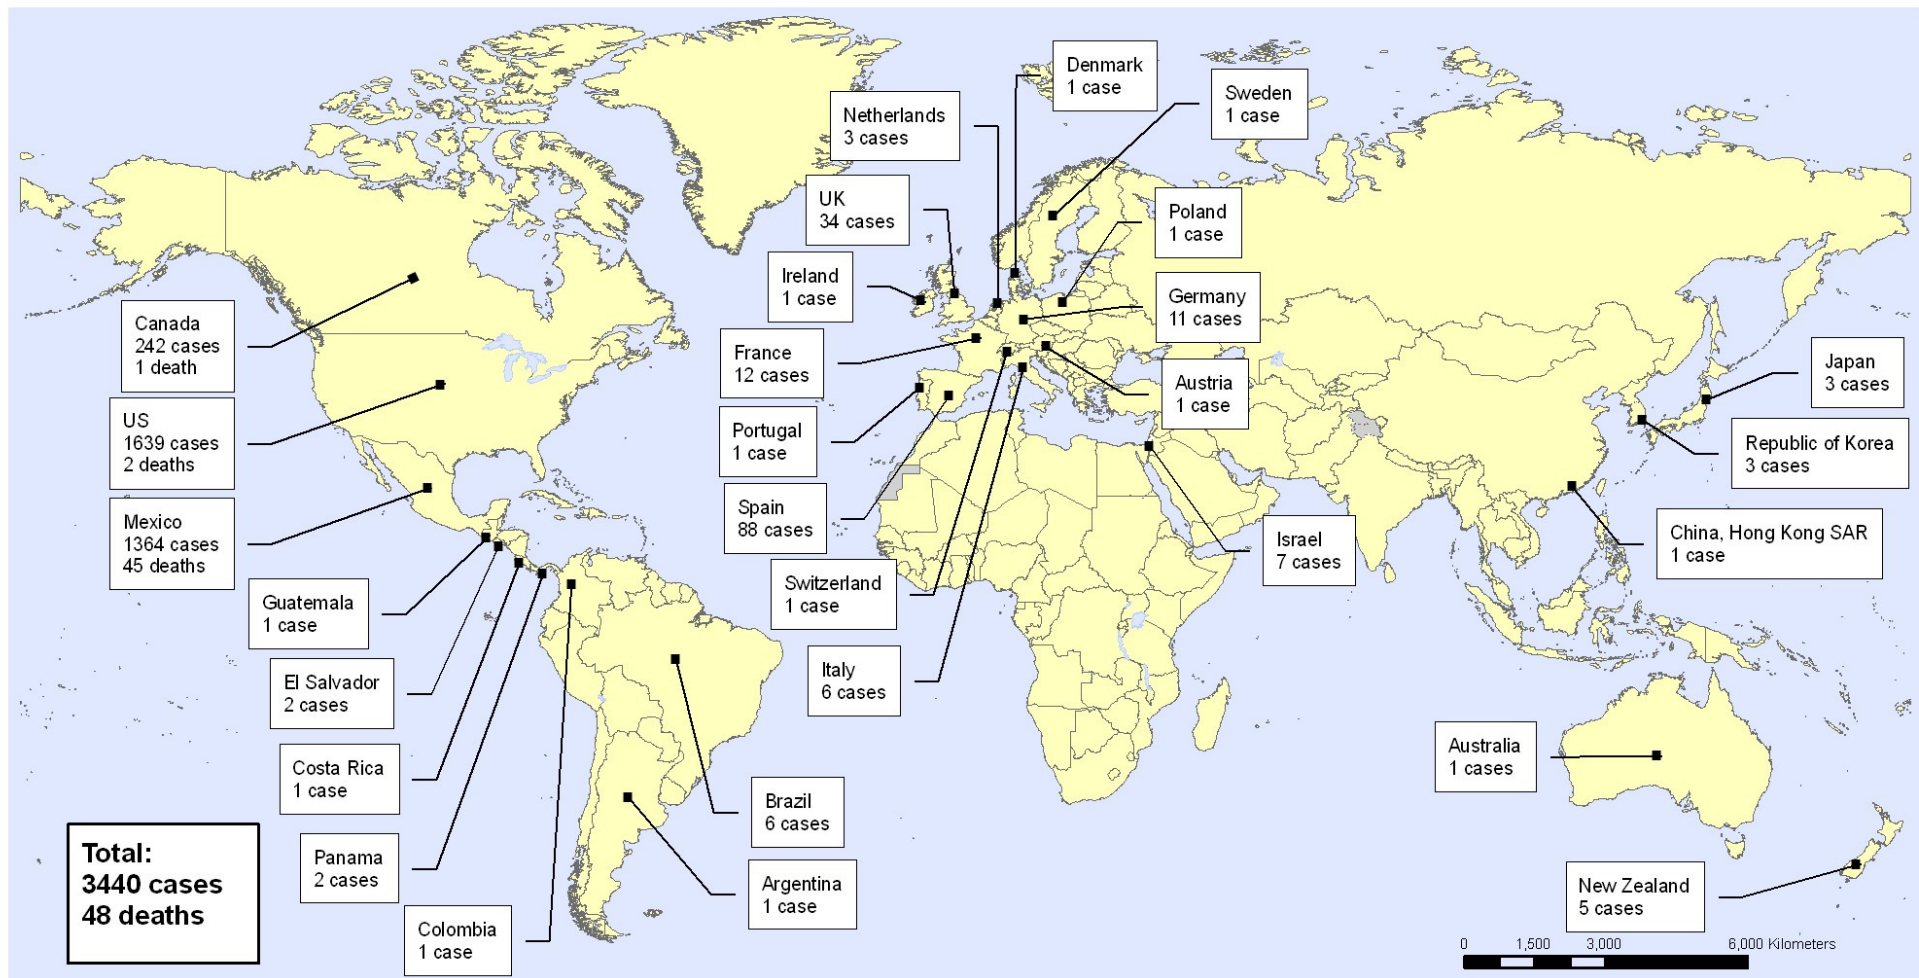 Denmark
1 case
Sweden
1 case
Netherlands
3 cases
UK
34 cases
Poland
1 case
Ireland
1 case
Germany
11 cases
Canada
242 cases
1 death
France
12 cases
Japan
3 cases
Austria
1 case
US
1639 cases
2 deaths
Portugal
1 case
Republic of Korea
3 cases
Spain
88 cases
Mexico
1364 cases
45 deaths
Israel
7 cases
China, Hong Kong SAR
1 case
Switzerland
1 case
Guatemala
1 case
Italy
6 cases
El Salvador
2 cases
Australia
1 cases
Costa Rica
1 case
Brazil
6 cases
Total:
3440 cases
48 deaths
Panama
2 cases
Argentina
1 case
New Zealand
5 cases
Colombia
1 case
0 1,500 3,000 6,000 Kilometers